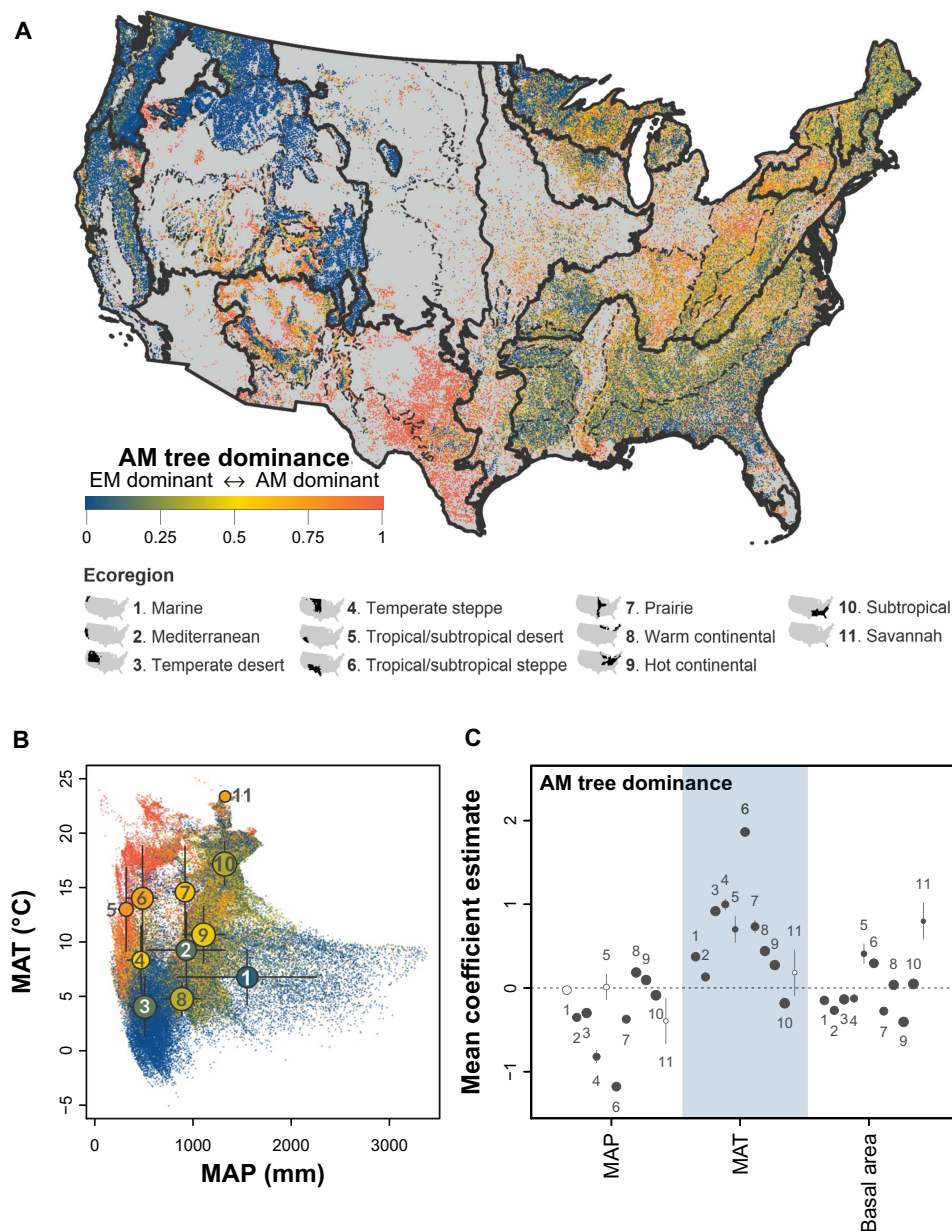 A
AM tree dominance
EM dominant ↔ AM dominant
0 0.25 0.5 0.75 1
Ecoregion
1. Marine
2. Mediterranean
3. Temperate desert
4. Temperate steppe
5. Tropical/subtropical desert
6. Tropical/subtropical steppe
7. Prairie
8. Warm continental
9. Hot continental
10. Subtropical
11. Savannah
B
MAT (°C)
25
20
15
10
5
0
−5
11
10
5 6 7
9
4 2
1
3 8
0 1000 2000 3000
MAP (mm)
C
AM tree dominance
Mean coefficient estimate
2
1
0
−1
1 2 3 4 5 6 7 8 9 10 11
1 2 3 4 5 6 7 8 9 10 11
1 2 3 4 5 6 7 8 9 10 11
MAP
MAT
Basal area